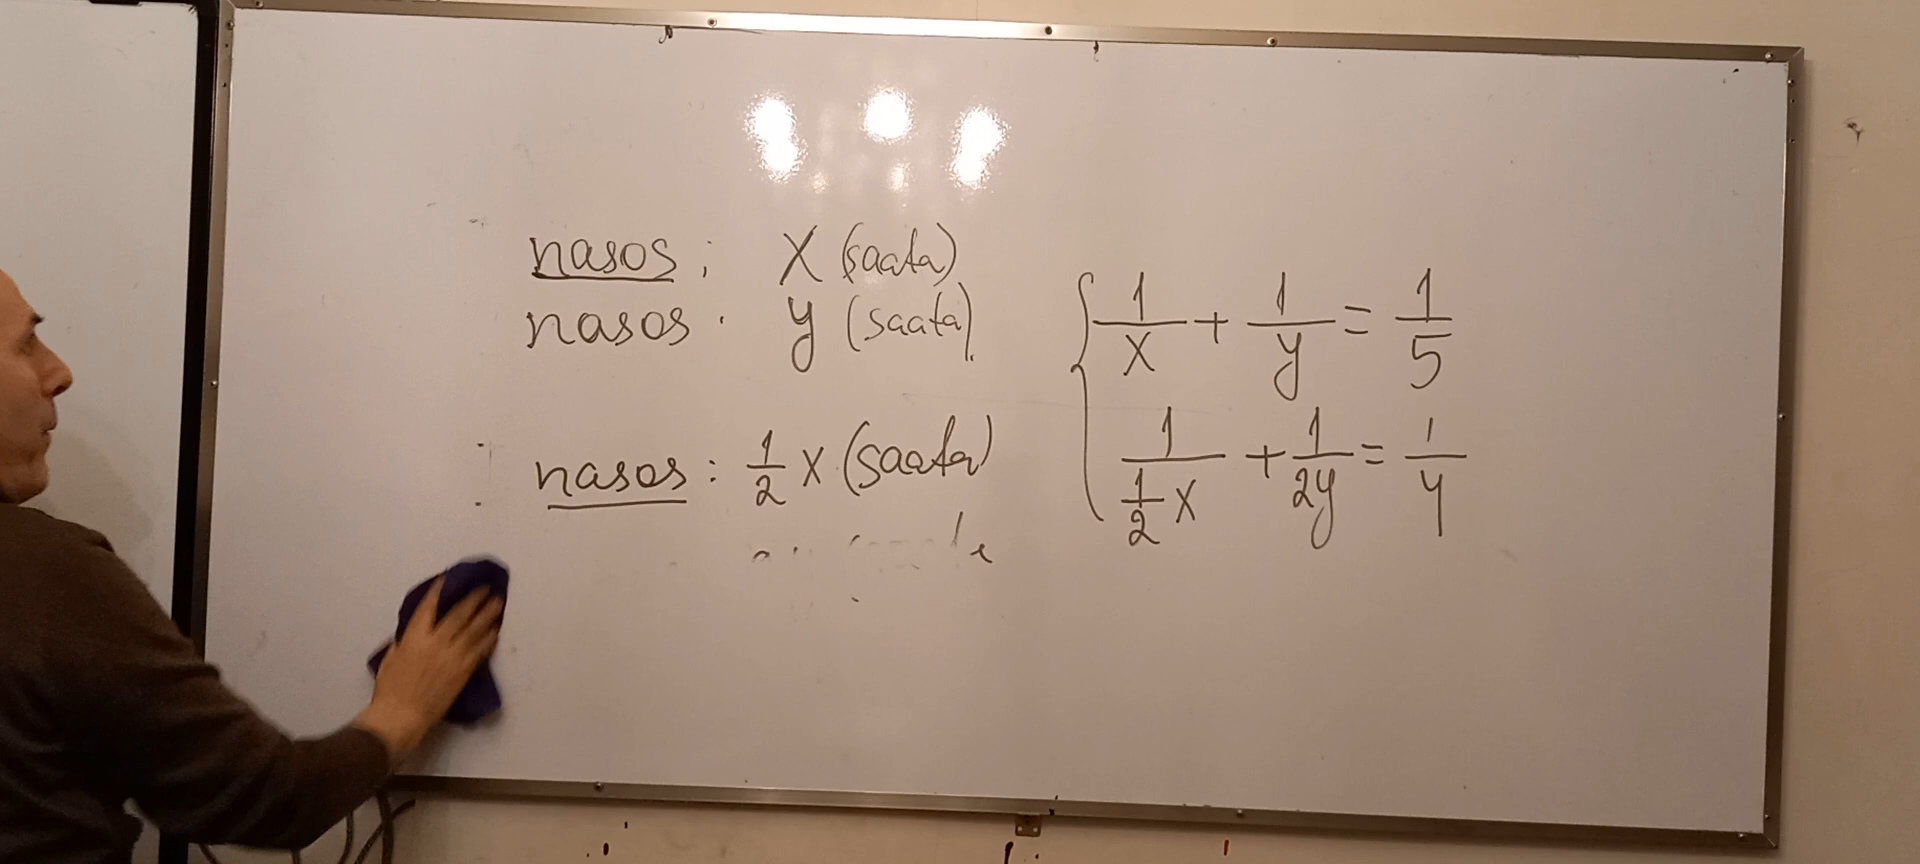 nasos : x (saata)
nasos . y (saata)
nasos : 1/2 x (saata)
{ 1/x + 1/y = 1/5
1/(1/2 x) + 1/2y = 1/4